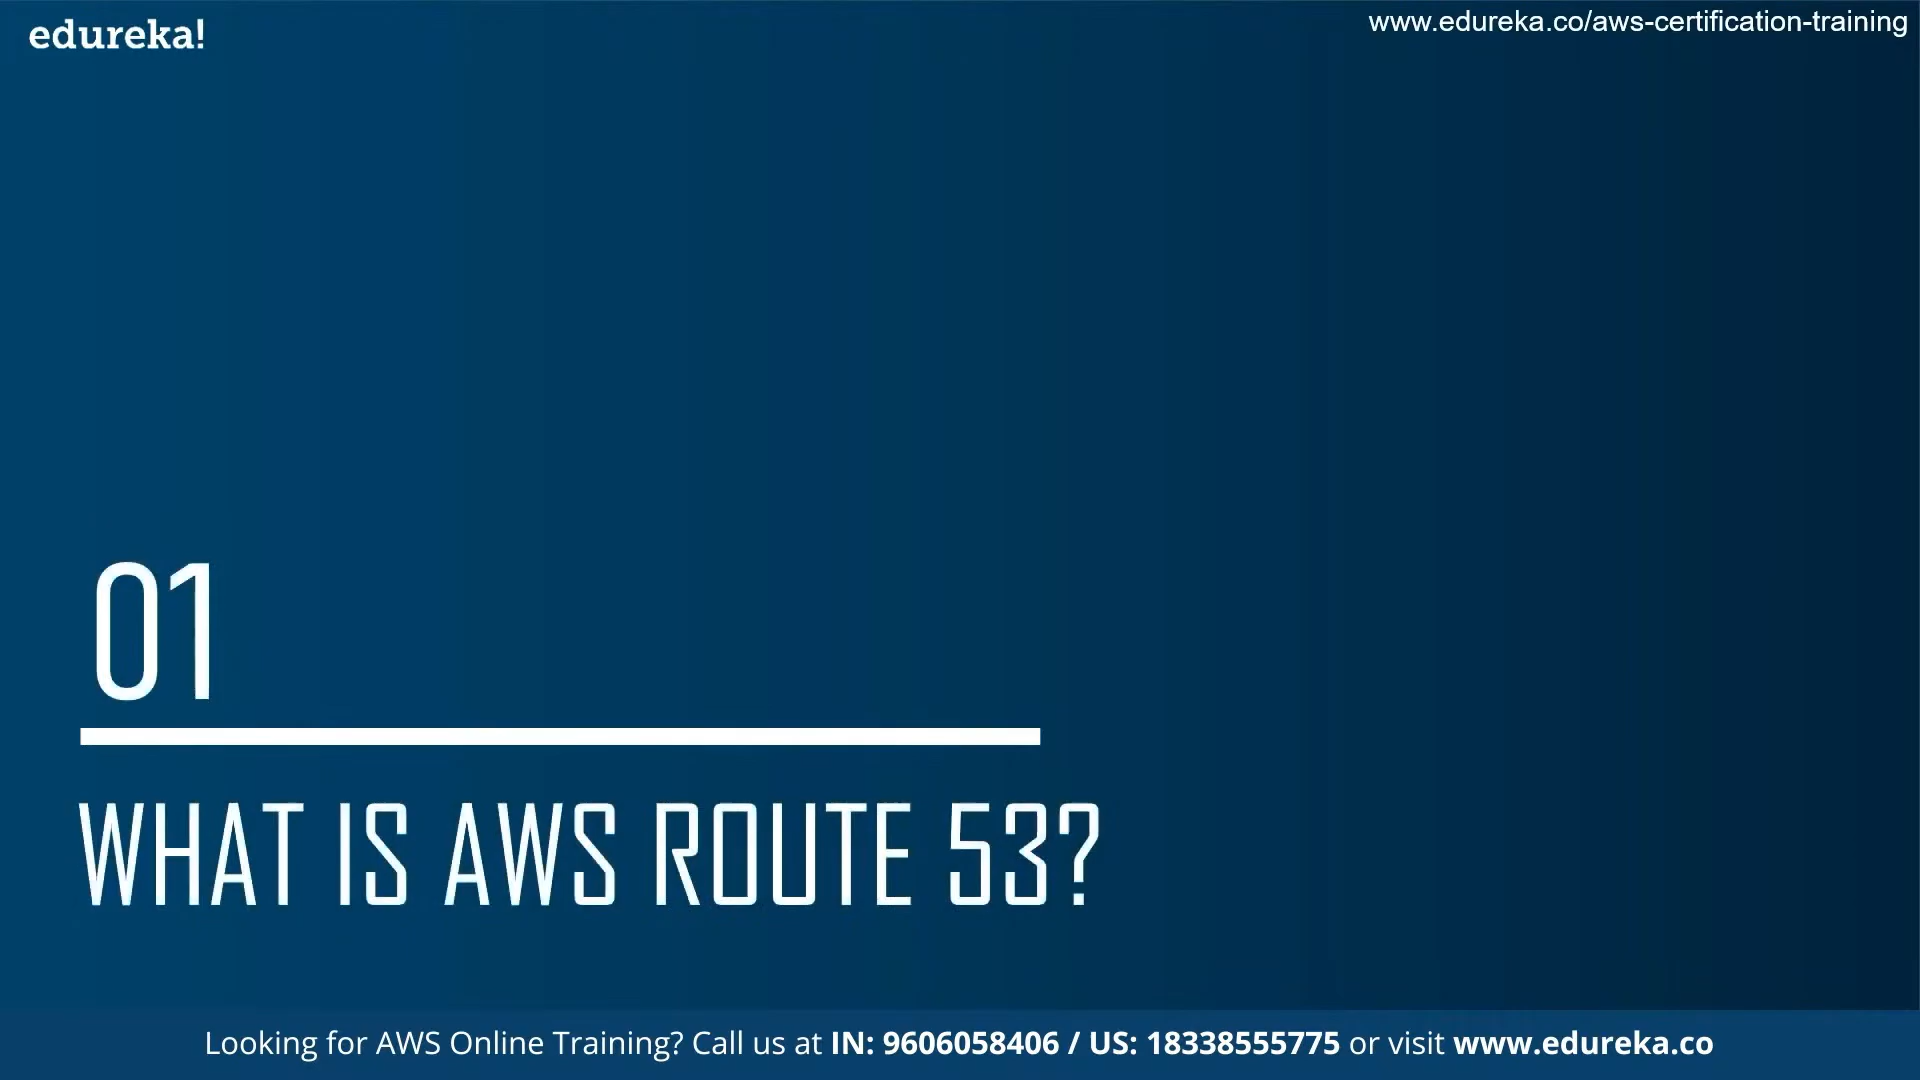 edureka!
www.edureka.co/aws-certification-training
01
WHAT IS AWS ROUTE 53?
Looking for AWS Online Training? Call us at IN: 9606058406 / US: 18338555775 or visit www.edureka.co